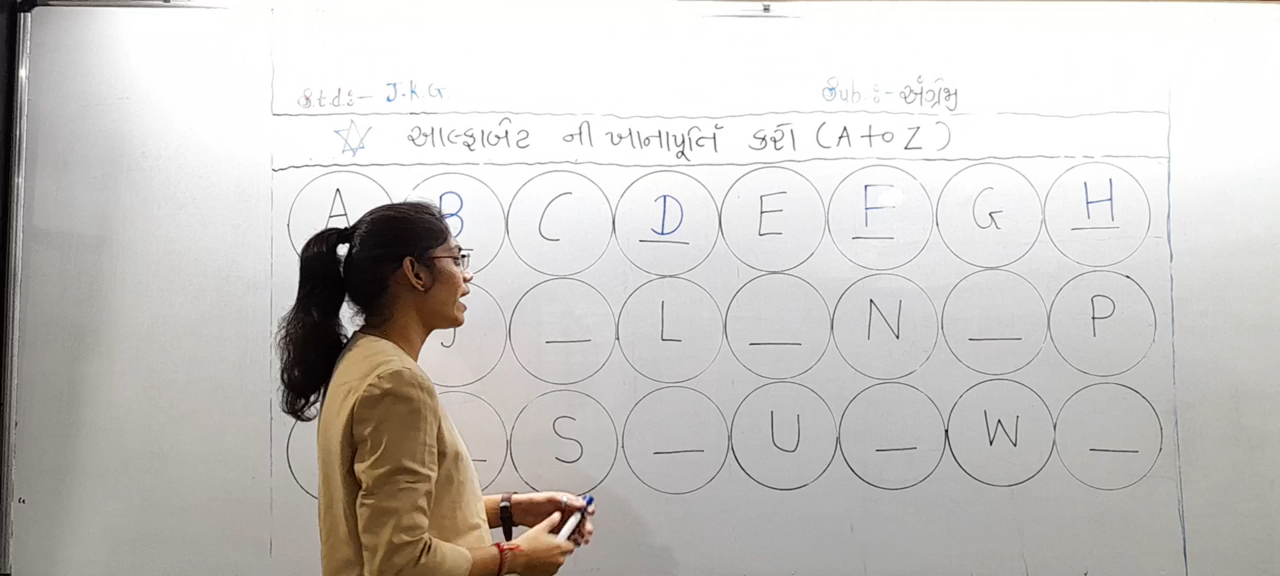 Std:- J.K.G. Sub:- અંગ્રેજી
આલ્ફાબેટ ની ખાનાપૂર્તિ કરો (A to Z)
A B C D E F G H
J _ L _ N _ P
_ S _ U _ W _